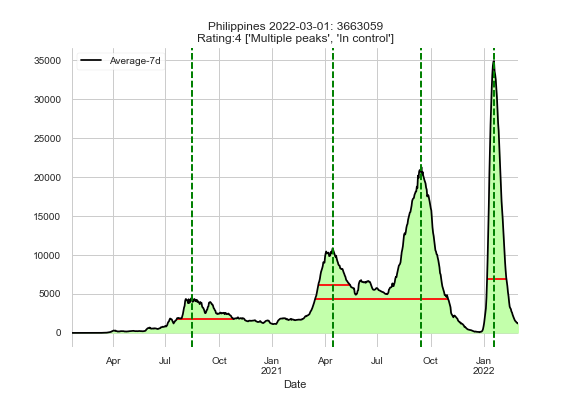 Philippines 2022-03-01: 3663059
Rating:4 ['Multiple peaks', 'In control']
Average-7d
35000
30000
25000
20000
15000
10000
5000
0
Apr Jul Oct Jan Apr Jul Oct Jan
2021 2022
Date